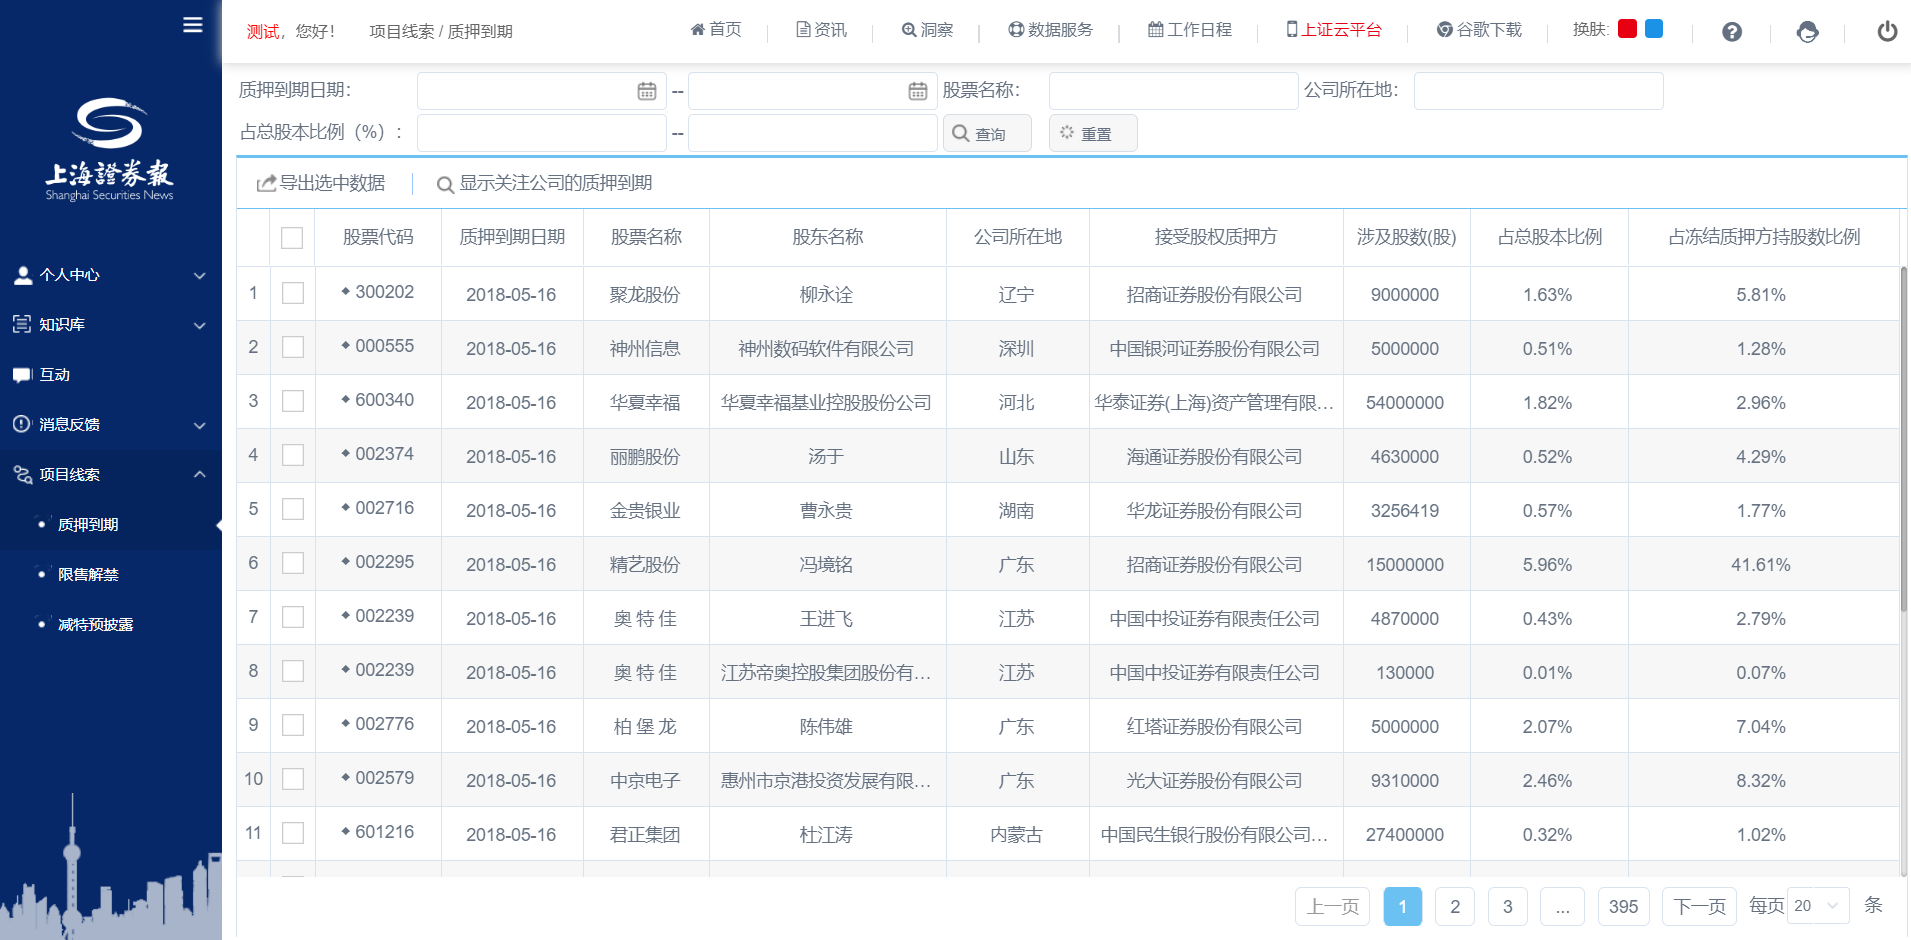 测试，您好！ 项目线索 / 质押到期 首页 资讯 洞察 数据服务 工作日程 上证云平台 谷歌下载 换肤:
上海證券報
Shanghai Securities News
个人中心
知识库
互动
消息反馈
项目线索
质押到期
限售解禁
减特预披露
质押到期日期： -- 股票名称： 公司所在地：
占总股本比例（%）： -- 查询 重置
导出选中数据 显示关注公司的质押到期
股票代码 质押到期日期 股票名称 股东名称 公司所在地 接受股权质押方 涉及股数(股) 占总股本比例 占冻结质押方持股数比例
1 300202 2018-05-16 聚龙股份 柳永诠 辽宁 招商证券股份有限公司 9000000 1.63% 5.81%
2 000555 2018-05-16 神州信息 神州数码软件有限公司 深圳 中国银河证券股份有限公司 5000000 0.51% 1.28%
3 600340 2018-05-16 华夏幸福 华夏幸福基业控股股份公司 河北 华泰证券(上海)资产管理有限... 54000000 1.82% 2.96%
4 002374 2018-05-16 丽鹏股份 汤于 山东 海通证券股份有限公司 4630000 0.52% 4.29%
5 002716 2018-05-16 金贵银业 曹永贵 湖南 华龙证券股份有限公司 3256419 0.57% 1.77%
6 002295 2018-05-16 精艺股份 冯境铭 广东 招商证券股份有限公司 15000000 5.96% 41.61%
7 002239 2018-05-16 奥 特 佳 王进飞 江苏 中国中投证券有限责任公司 4870000 0.43% 2.79%
8 002239 2018-05-16 奥 特 佳 江苏帝奥控股集团股份有... 江苏 中国中投证券有限责任公司 130000 0.01% 0.07%
9 002776 2018-05-16 柏 堡 龙 陈伟雄 广东 红塔证券股份有限公司 5000000 2.07% 7.04%
10 002579 2018-05-16 中京电子 惠州市京港投资发展有限... 广东 光大证券股份有限公司 9310000 2.46% 8.32%
11 601216 2018-05-16 君正集团 杜江涛 内蒙古 中国民生银行股份有限公司... 27400000 0.32% 1.02%
上一页 1 2 3 ... 395 下一页 每页 20 条